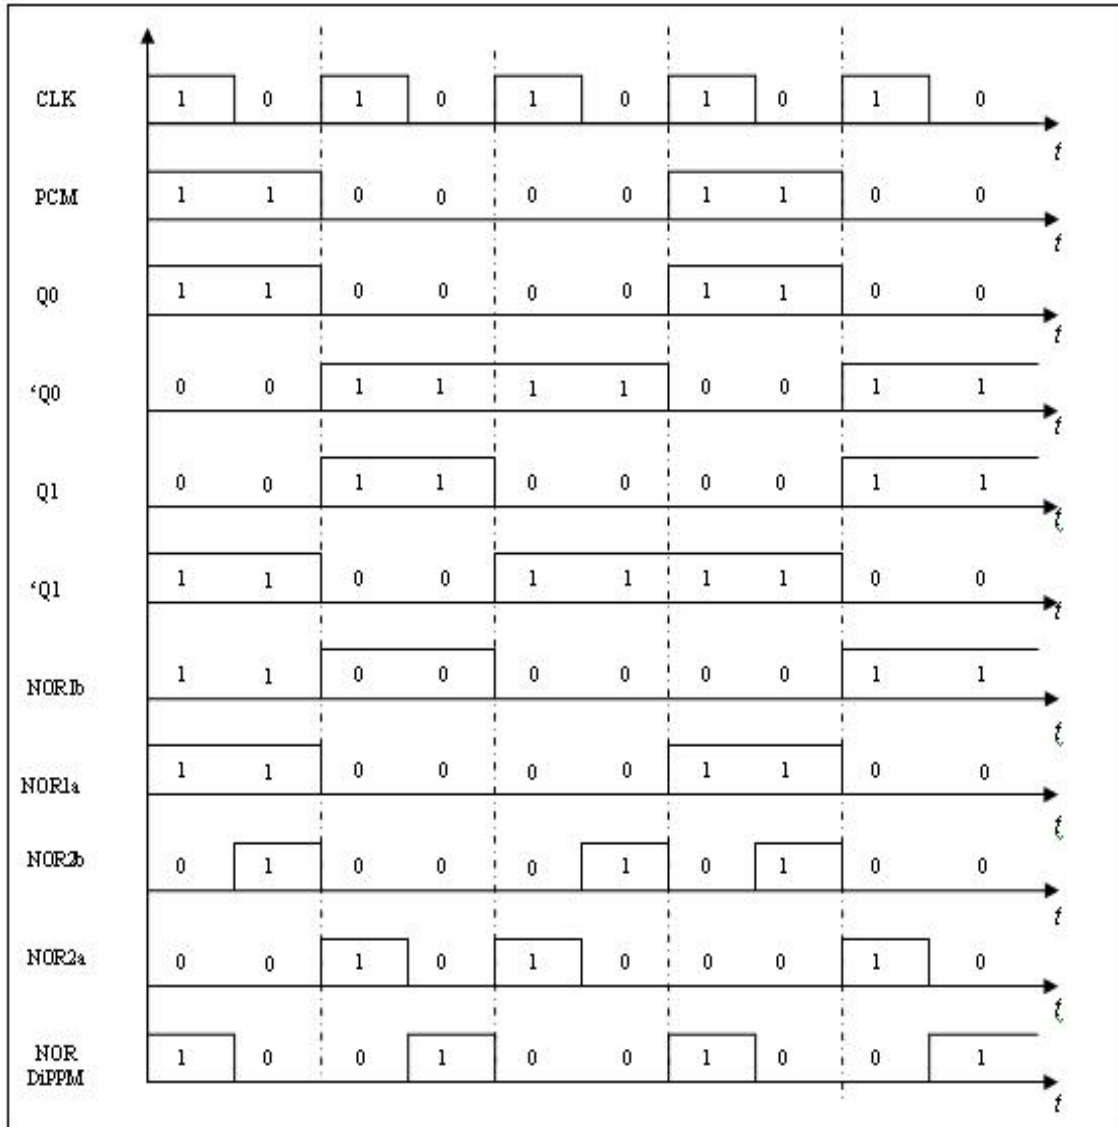 CLK 1 0 1 0 1 0 1 0 1 0
t
PCM 1 1 0 0 0 0 1 1 0 0
t
Q0 1 1 0 0 0 0 1 1 0 0
t
‘Q0 0 0 1 1 1 1 0 0 1 1
t
Q1 0 0 1 1 0 0 0 0 1 1
t
‘Q1 1 1 0 0 1 1 1 1 0 0
t
NOR1b 1 1 0 0 0 0 0 0 1 1
t
NOR1a 1 1 0 0 0 0 1 1 0 0
t
NOR2b 0 1 0 0 0 1 0 1 0 0
t
NOR2a 0 0 1 0 1 0 0 0 1 0
t
NOR 1 0 0 1 0 0 1 0 0 1
DiPPM
t